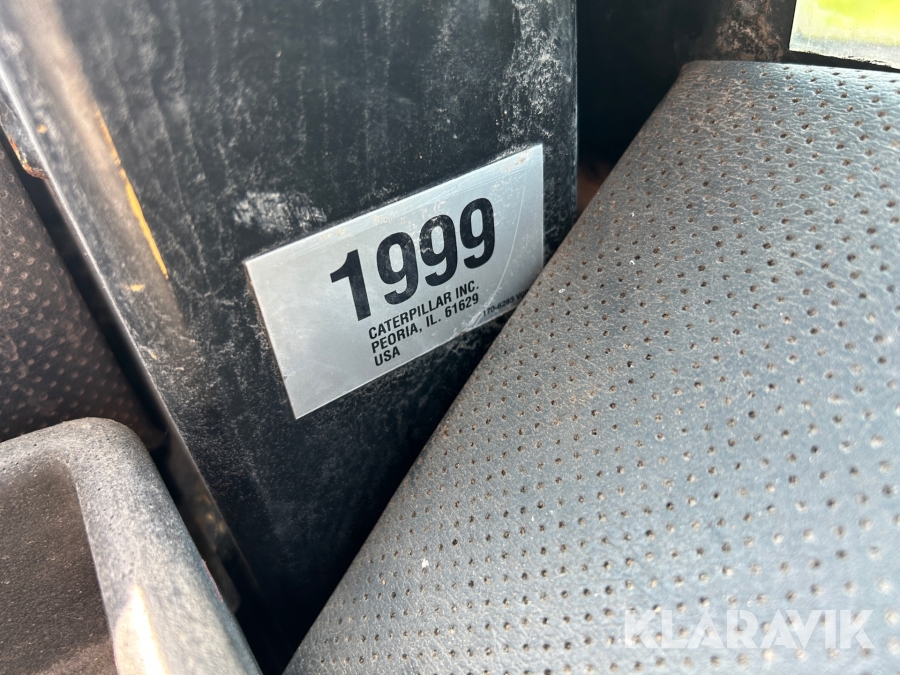 1999
CATERPILLAR INC.
PEORIA, IL. 61629
USA
KLARAVIK